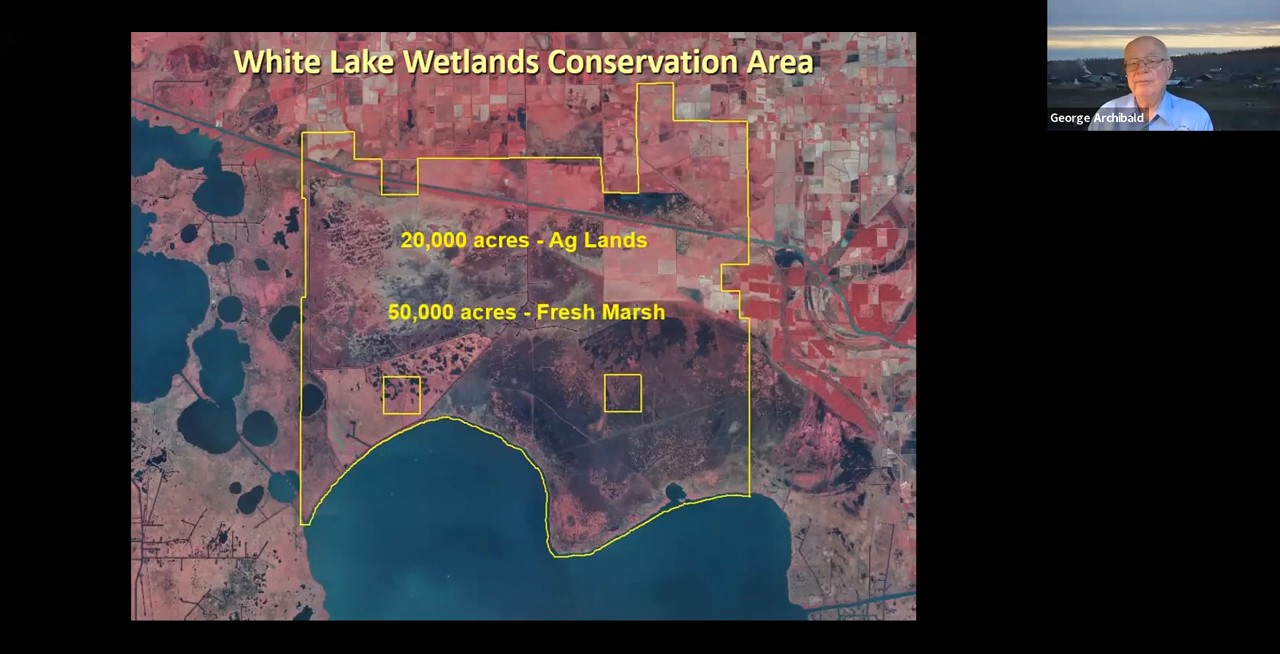 White Lake Wetlands Conservation Area
George Archibald
20,000 acres - Ag Lands
50,000 acres - Fresh Marsh